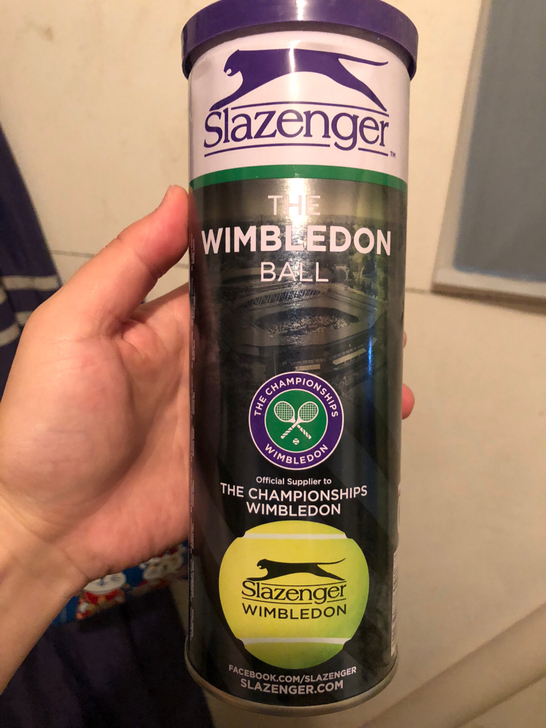 Slazenger™
THE
WIMBLEDON
BALL
THE CHAMPIONSHIPS
WIMBLEDON
Official Supplier to
THE CHAMPIONSHIPS
WIMBLEDON
Slazenger
WIMBLEDON
FACEBOOK.COM/SLAZENGER
SLAZENGER.COM